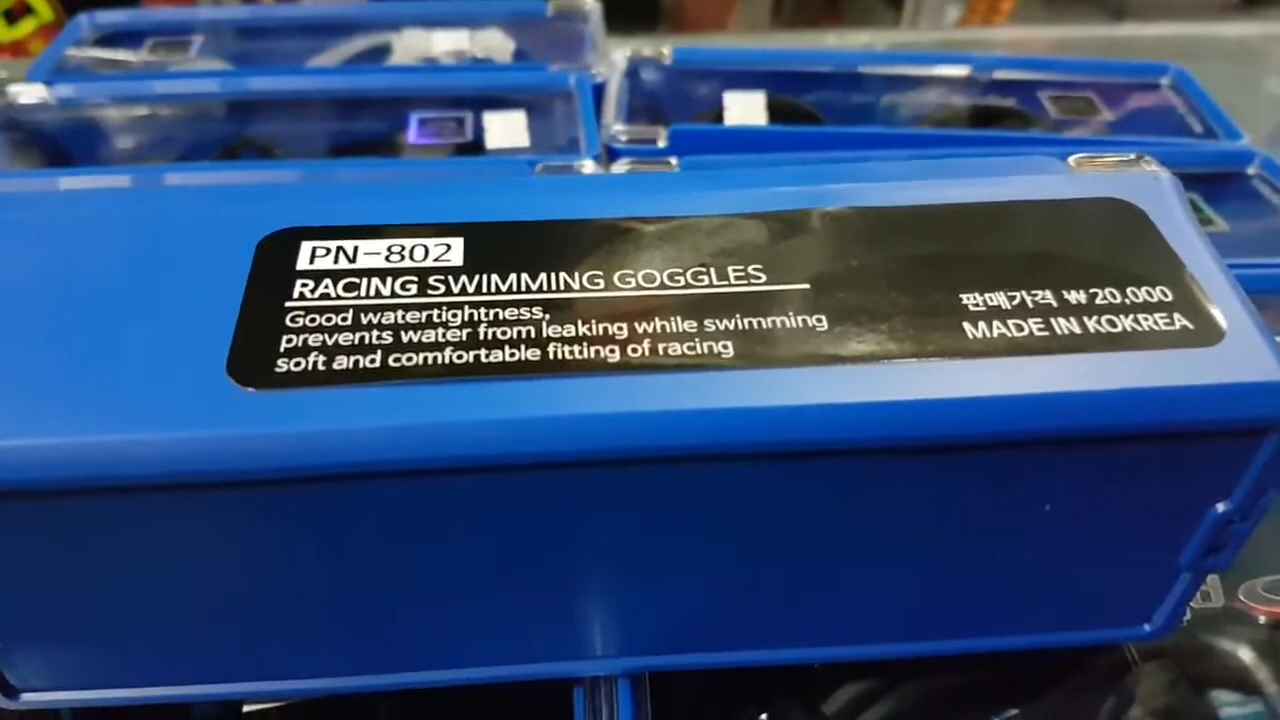 PN-802
RACING SWIMMING GOGGLES
Good watertightness,
prevents water from leaking while swimming
soft and comfortable fitting of racing
판매가격 ₩20,000
MADE IN KOKREA